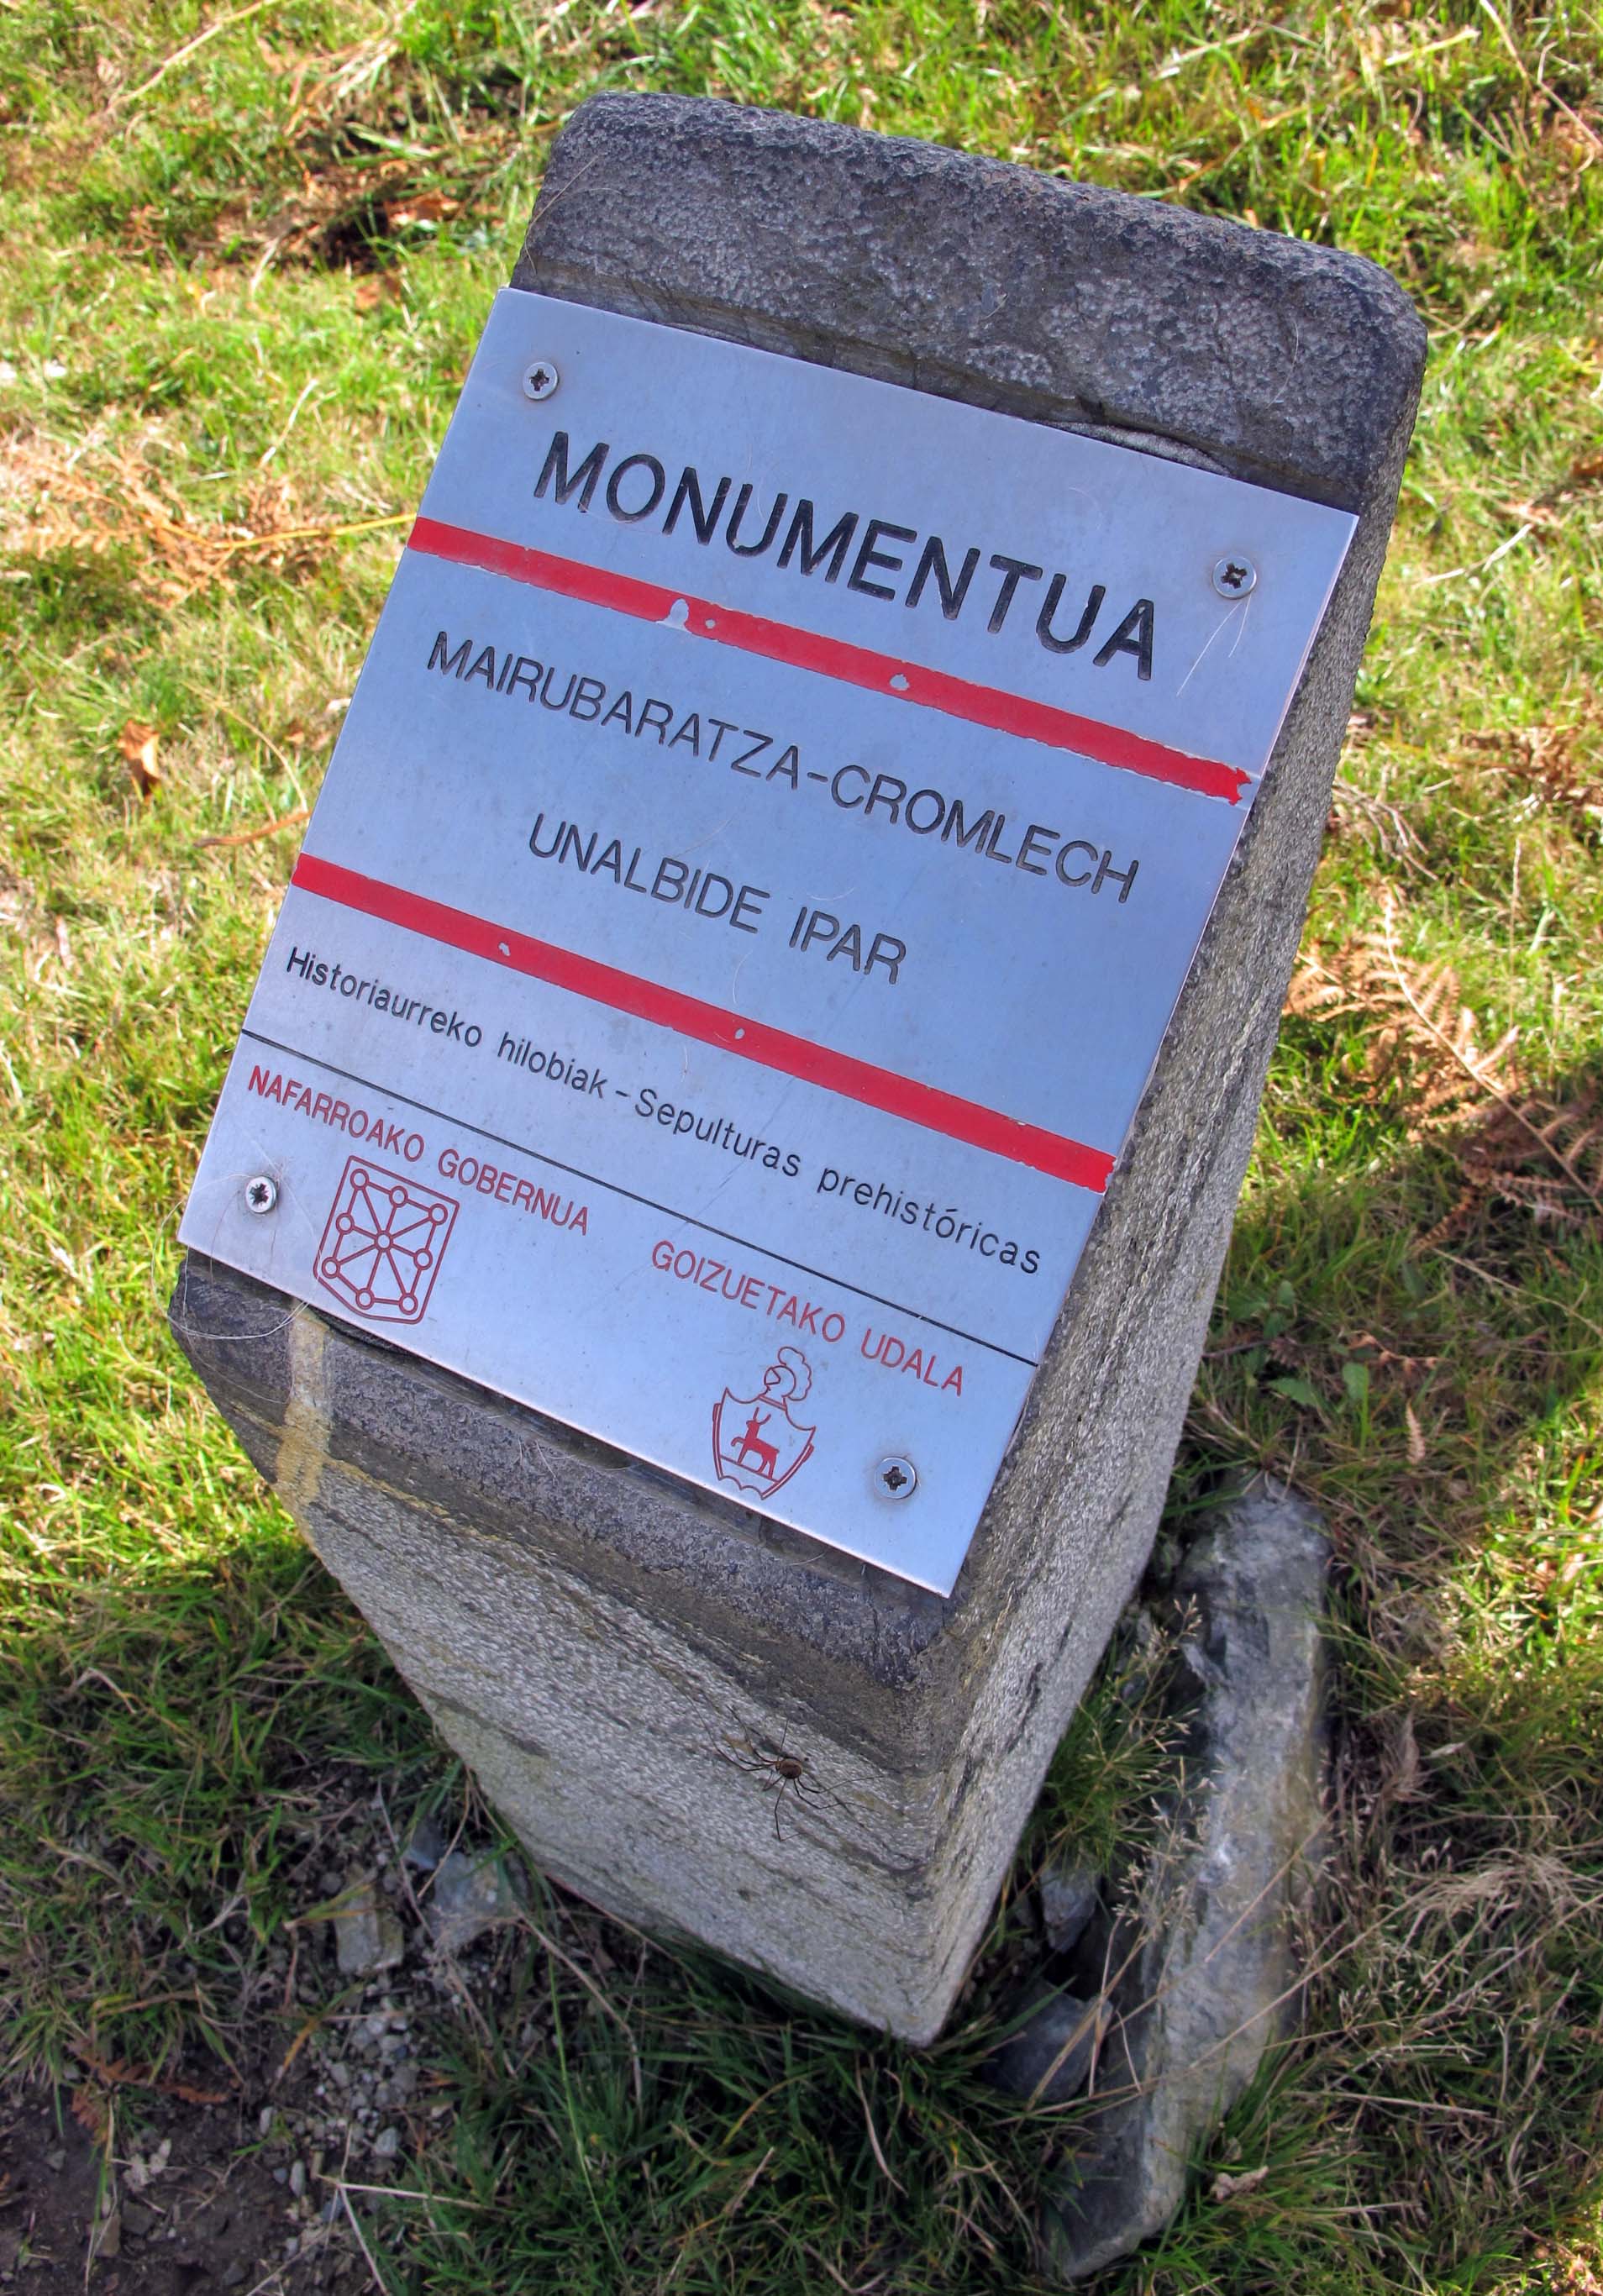 MONUMENTUA
MAIRUBARATZA-CROMLECH
UNALBIDE IPAR
Historiaurreko hilobiak - Sepulturas prehistóricas
NAFARROAKO GOBERNUA
GOIZUETAKO UDALA